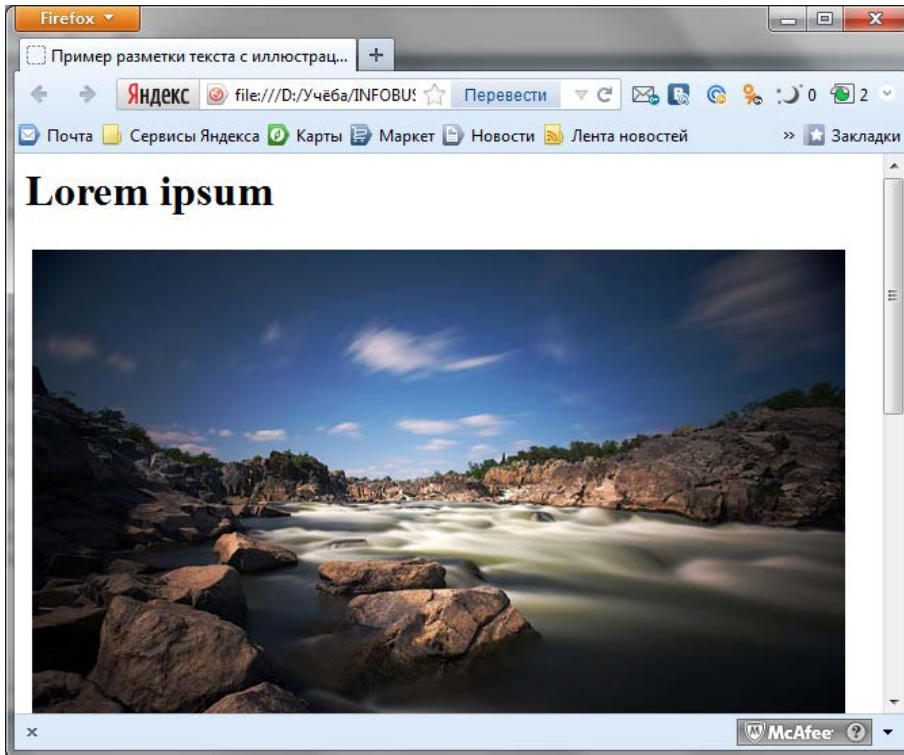 Firefox
Пример разметки текста с иллюстрац...
Яндекс file:///D:/Учёба/INFOBUS Перевести 0 2
Почта Сервисы Яндекса Карты Маркет Новости Лента новостей » Закладки
Lorem ipsum
McAfee ?